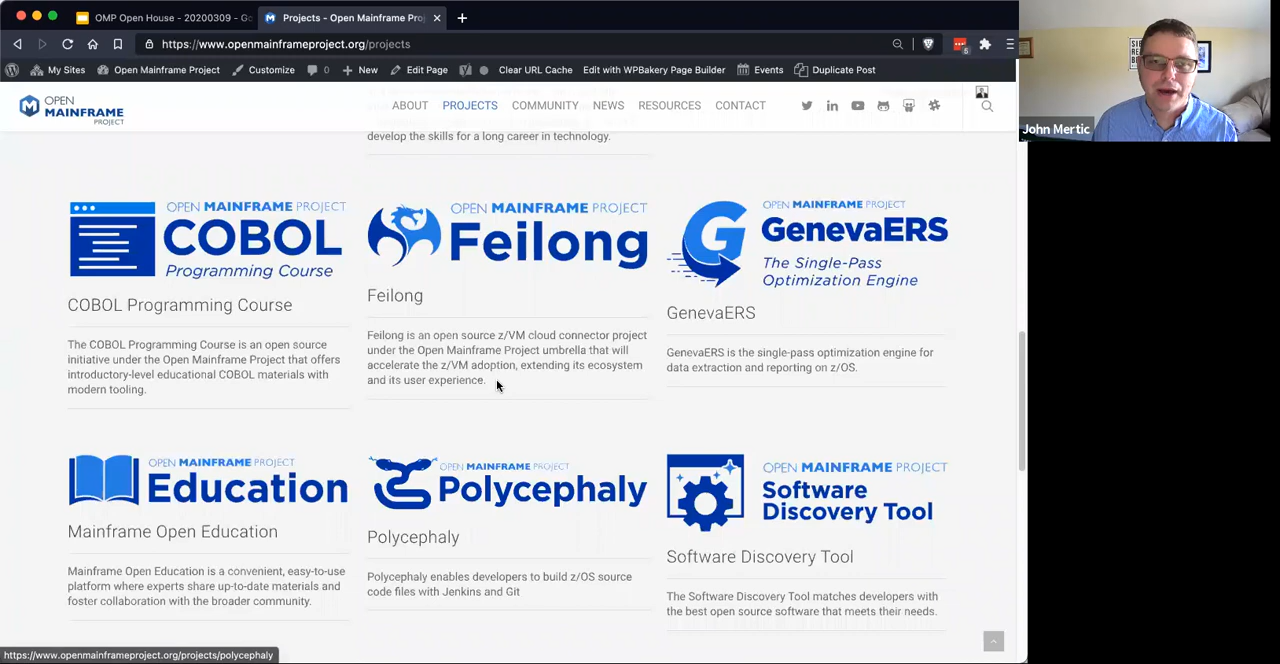 OMP Open House - 20200309 - Go
Projects - Open Mainframe Pro
https://www.openmainframeproject.org/projects
5
My Sites
Open Mainframe Project
Customize
0
New
Edit Page
Clear URL Cache
Edit with WPBakery Page Builder
Events
Duplicate Post
OPEN
MAINFRAME
PROJECT
ABOUT
PROJECTS
COMMUNITY
NEWS
RESOURCES
CONTACT
John Mertic
develop the skills for a long career in technology.
OPEN MAINFRAME PROJECT
COBOL
Programming Course
COBOL Programming Course
The COBOL Programming Course is an open source
initiative under the Open Mainframe Project that offers
introductory-level educational COBOL materials with
modern tooling.
OPEN MAINFRAME PROJECT
Feilong
Feilong
Feilong is an open source z/VM cloud connector project
under the Open Mainframe Project umbrella that will
accelerate the z/VM adoption, extending its ecosystem
and its user experience.
OPEN MAINFRAME PROJECT
GenevaERS
The Single-Pass
Optimization Engine
GenevaERS
GenevaERS is the single-pass optimization engine for
data extraction and reporting on z/OS.
OPEN MAINFRAME PROJECT
Education
Mainframe Open Education
Mainframe Open Education is a convenient, easy-to-use
platform where experts share up-to-date materials and
foster collaboration with the broader community.
OPEN MAINFRAME PROJECT
Polycephaly
Polycephaly
Polycephaly enables developers to build z/OS source
code files with Jenkins and Git
OPEN MAINFRAME PROJECT
Software
Discovery Tool
Software Discovery Tool
The Software Discovery Tool matches developers with
the best open source software that meets their needs.
https://www.openmainframeproject.org/projects/polycephaly